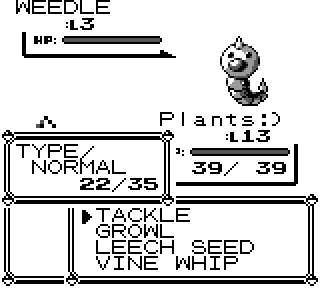 WEEDLE
:L3
HP:
Plants:)
:L13
39/ 39
TYPE/
NORMAL
22/35
▶TACKLE
GROWL
LEECH SEED
VINE WHIP